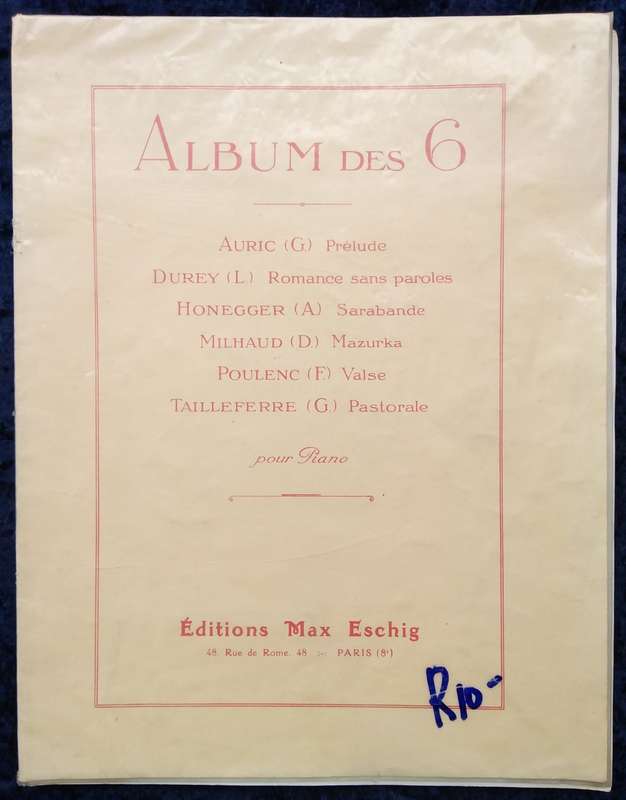 ALBUM DES 6
AURIC (G.) Prélude
DUREY (L.) Romance sans paroles
HONEGGER (A) Sarabande
MILHAUD (D.) Mazurka
POULENC (F.) Valse
TAILLEFERRE (G.) Pastorale
pour Piano
Éditions Max Eschig
48, Rue de Rome, 48 :-: PARIS (8e)
R10-